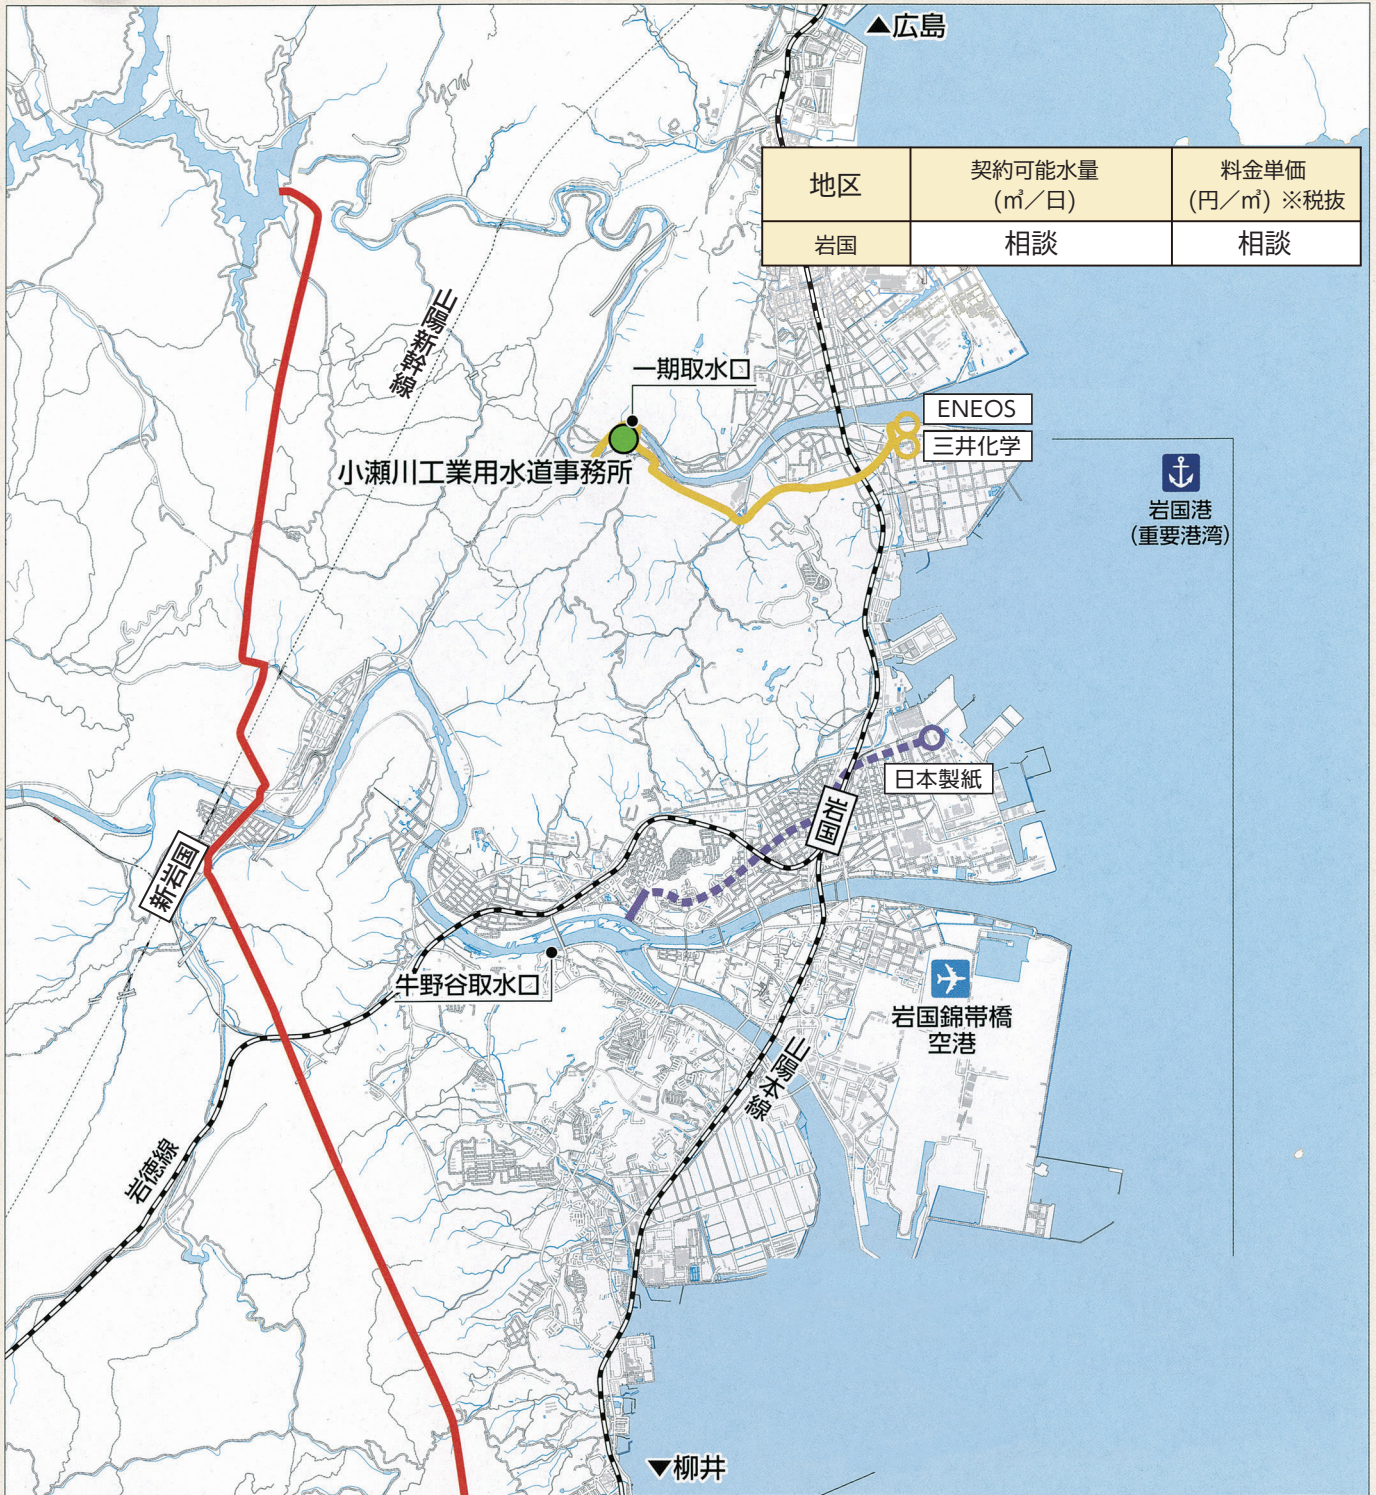 ▲広島
地区
契約可能水量
(㎥／日)
料金単価
(円／㎥) ※税抜
岩国
相談
相談
山陽新幹線
一期取水口
ENEOS
三井化学
小瀬川工業用水道事務所
岩国港
(重要港湾)
日本製紙
岩国
新岩国
牛野谷取水口
岩国錦帯橋
空港
山陽本線
岩徳線
▼柳井